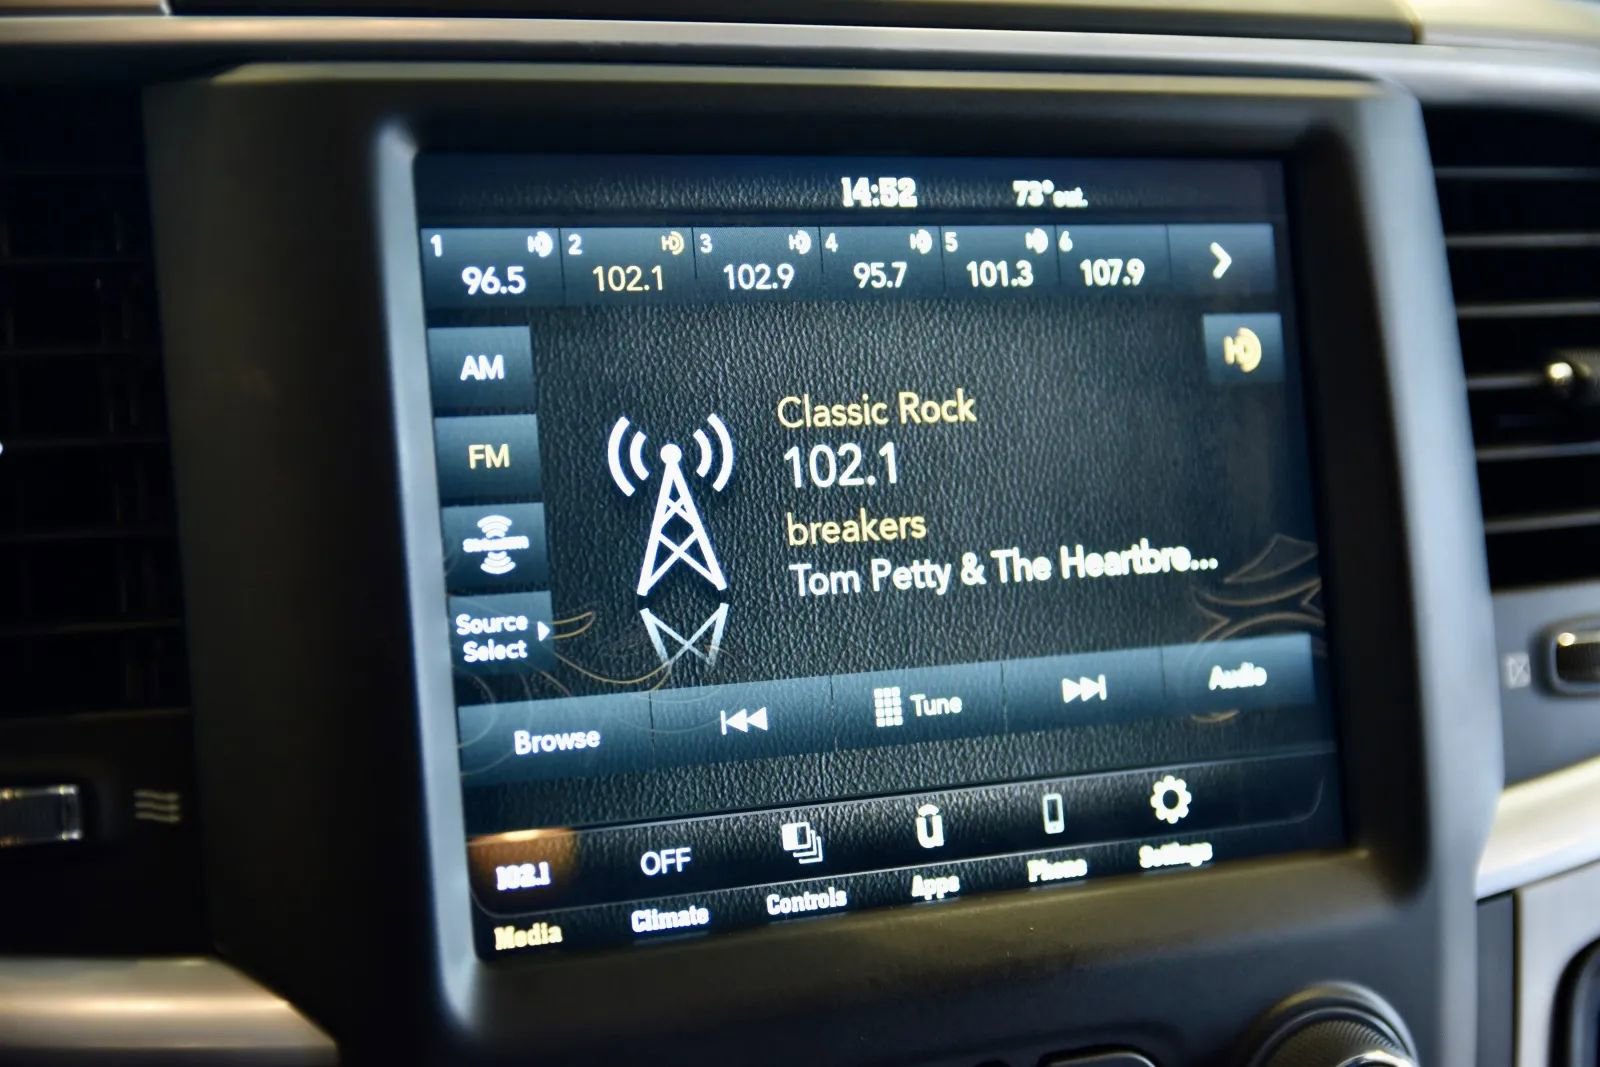 14:52 73° out.
1 2 3 4 5 6
96.5 102.1 102.9 95.7 101.3 107.9
AM
FM
SiriusXM
Source
Select
Classic Rock
102.1
breakers
Tom Petty & The Heartbre...
Browse Tune Audio
102.1 OFF
Media Climate Controls Apps Phone Settings